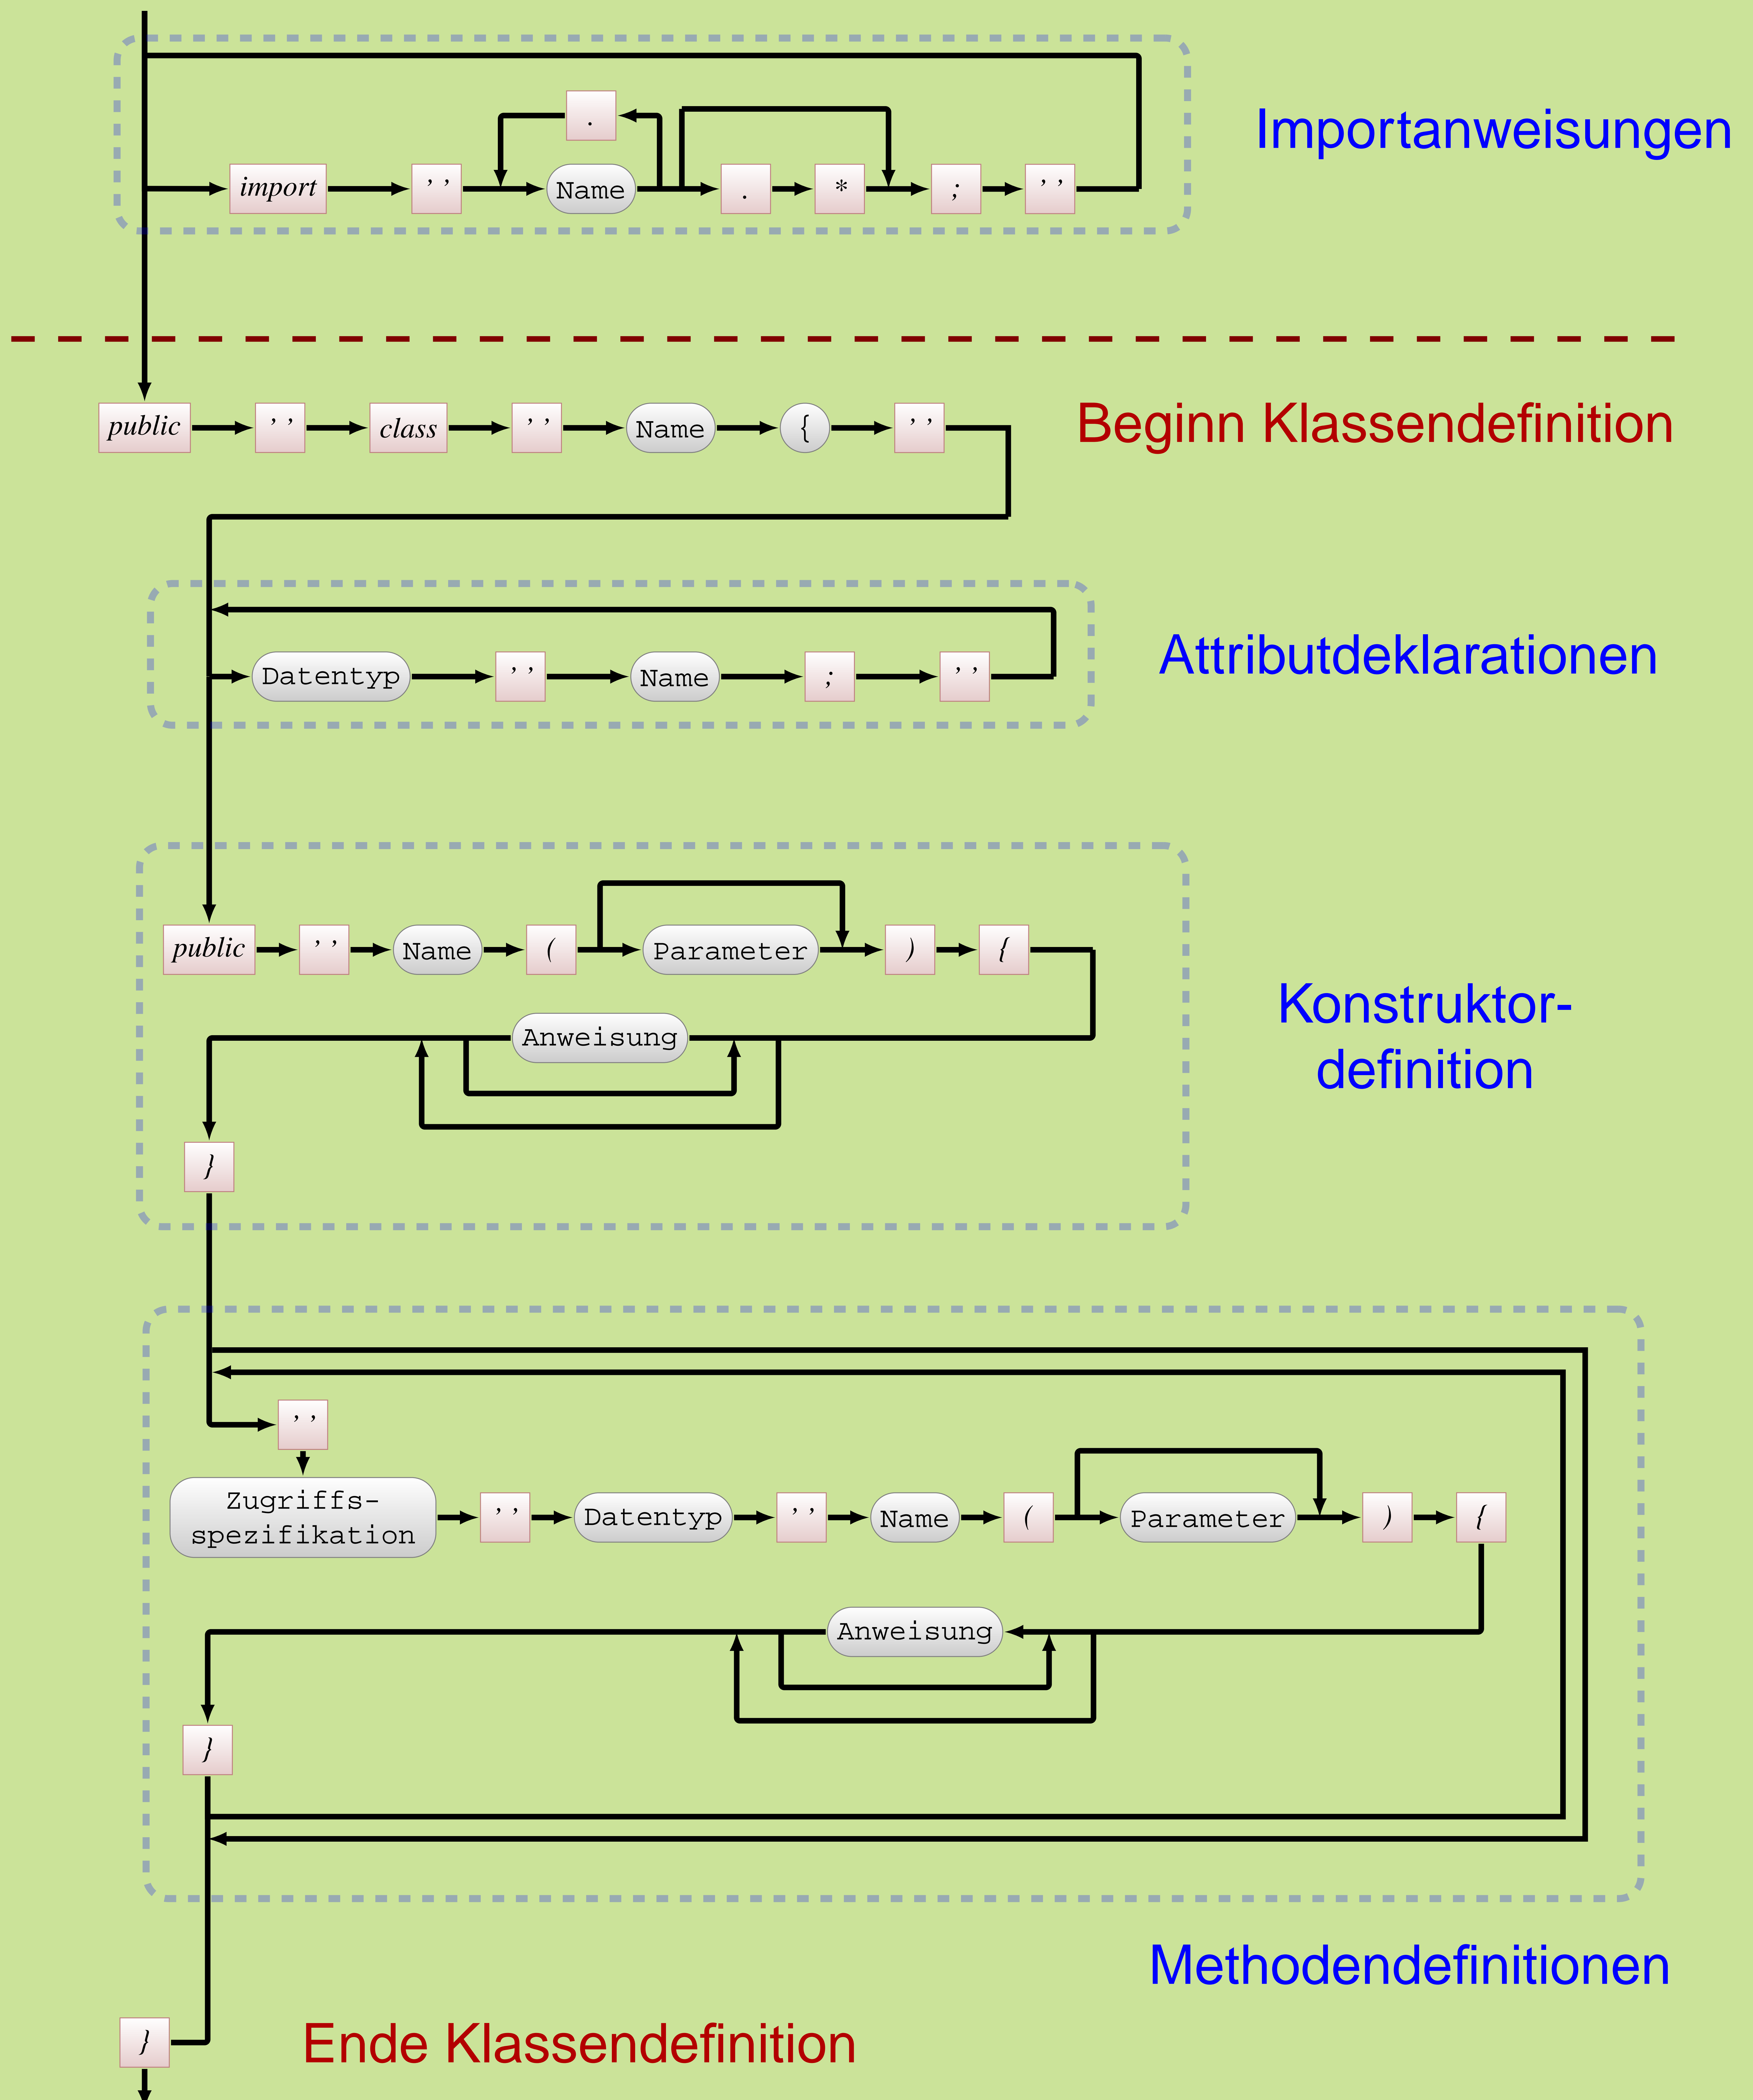 .
Importanweisungen
import ’ ’ Name . * ; ’ ’
public ’ ’ class ’ ’ Name { ’ ’
Beginn Klassendefinition
Datentyp ’ ’ Name ; ’ ’
Attributdeklarationen
public ’ ’ Name ( Parameter ) {
Konstruktor-
definition
Anweisung
}
’ ’
Zugriffs-
spezifikation
’ ’ Datentyp ’ ’ Name ( Parameter ) {
Anweisung
}
Methodendefinitionen
}
Ende Klassendefinition